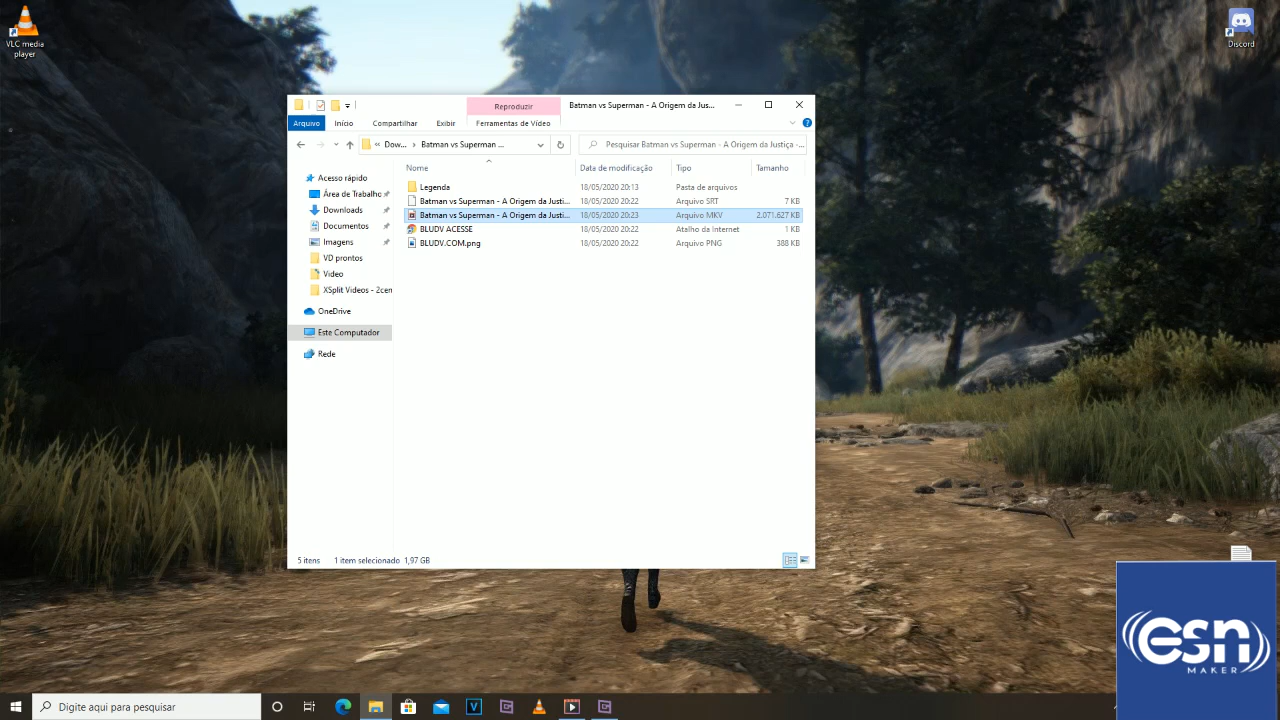 VLC media
player
Discord
Reproduzir
Batman vs Superman - A Origem da Jus...
Arquivo
Início
Compartilhar
Exibir
Ferramentas de Vídeo
« Dow... › Batman vs Superman ...
Pesquisar Batman vs Superman - A Origem da Justiça -...
Nome
Data de modificação
Tipo
Tamanho
Acesso rápido
Área de Trabalho
Downloads
Documentos
Imagens
VD prontos
Video
XSplit Videos - 2cen
OneDrive
Este Computador
Rede
Legenda 18/05/2020 20:13 Pasta de arquivos
Batman vs Superman - A Origem da Justi... 18/05/2020 20:22 Arquivo SRT 7 KB
Batman vs Superman - A Origem da Justi... 18/05/2020 20:23 Arquivo MKV 2.071.627 KB
BLUDV ACESSE 18/05/2020 20:22 Atalho da Internet 1 KB
BLUDV.COM.png 18/05/2020 20:22 Arquivo PNG 388 KB
5 itens
1 item selecionado 1,97 GB
esn
MAKER
Digite aqui para pesquisar